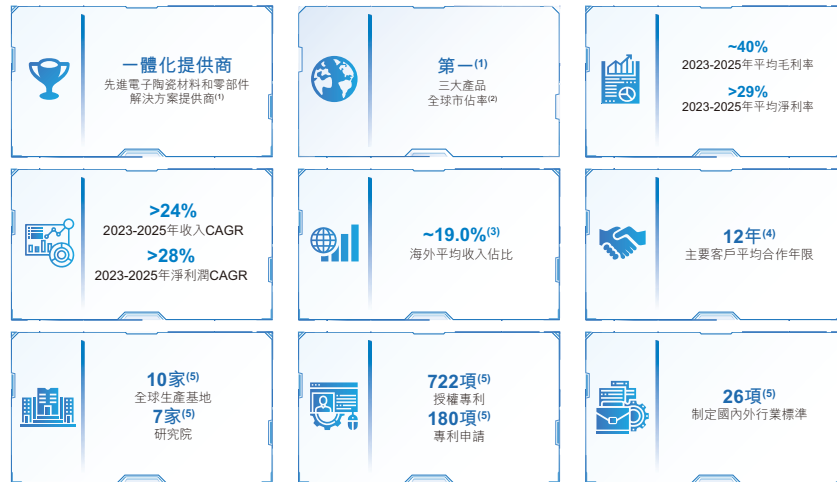 一體化提供商
先進電子陶瓷材料和零部件
解決方案提供商(1)
第一(1)
三大產品
全球市佔率(2)
~40%
2023-2025年平均毛利率
>29%
2023-2025年平均淨利率
>24%
2023-2025年收入CAGR
>28%
2023-2025年淨利潤CAGR
~19.0%(3)
海外平均收入佔比
12年(4)
主要客戶平均合作年限
10家(5)
全球生產基地
7家(5)
研究院
722項(5)
授權專利
180項(5)
專利申請
26項(5)
制定國內外行業標準